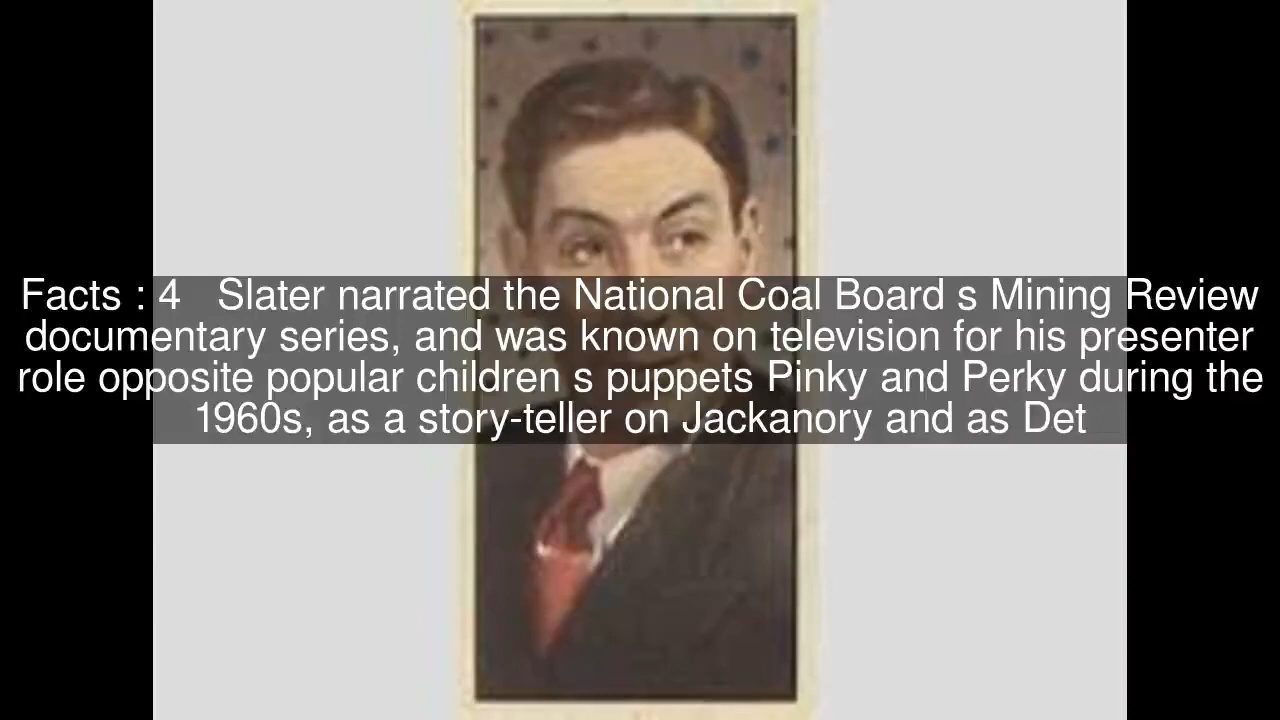 Facts : 4 Slater narrated the National Coal Board s Mining Review
documentary series, and was known on television for his presenter
role opposite popular children s puppets Pinky and Perky during the
1960s, as a story-teller on Jackanory and as Det